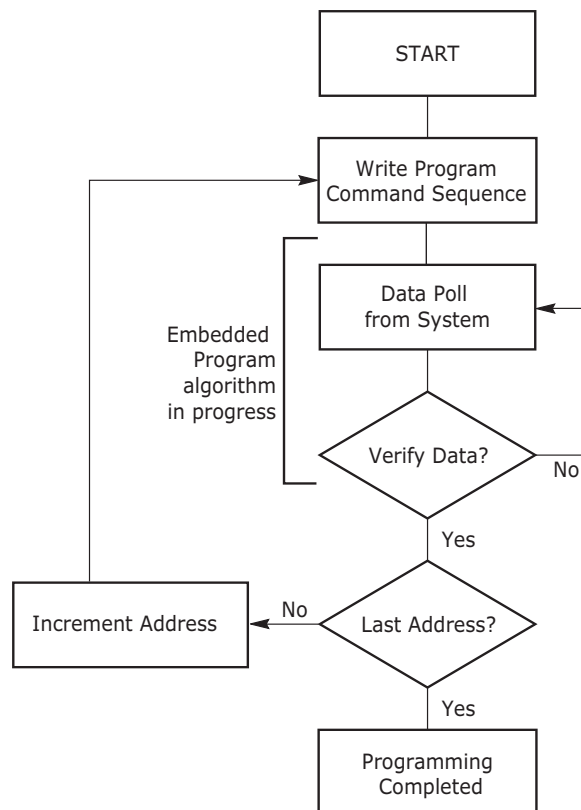 START
Write Program
Command Sequence
Data Poll
from System
Embedded
Program
algorithm
in progress
Verify Data?
No
Yes
Increment Address
No
Last Address?
Yes
Programming
Completed